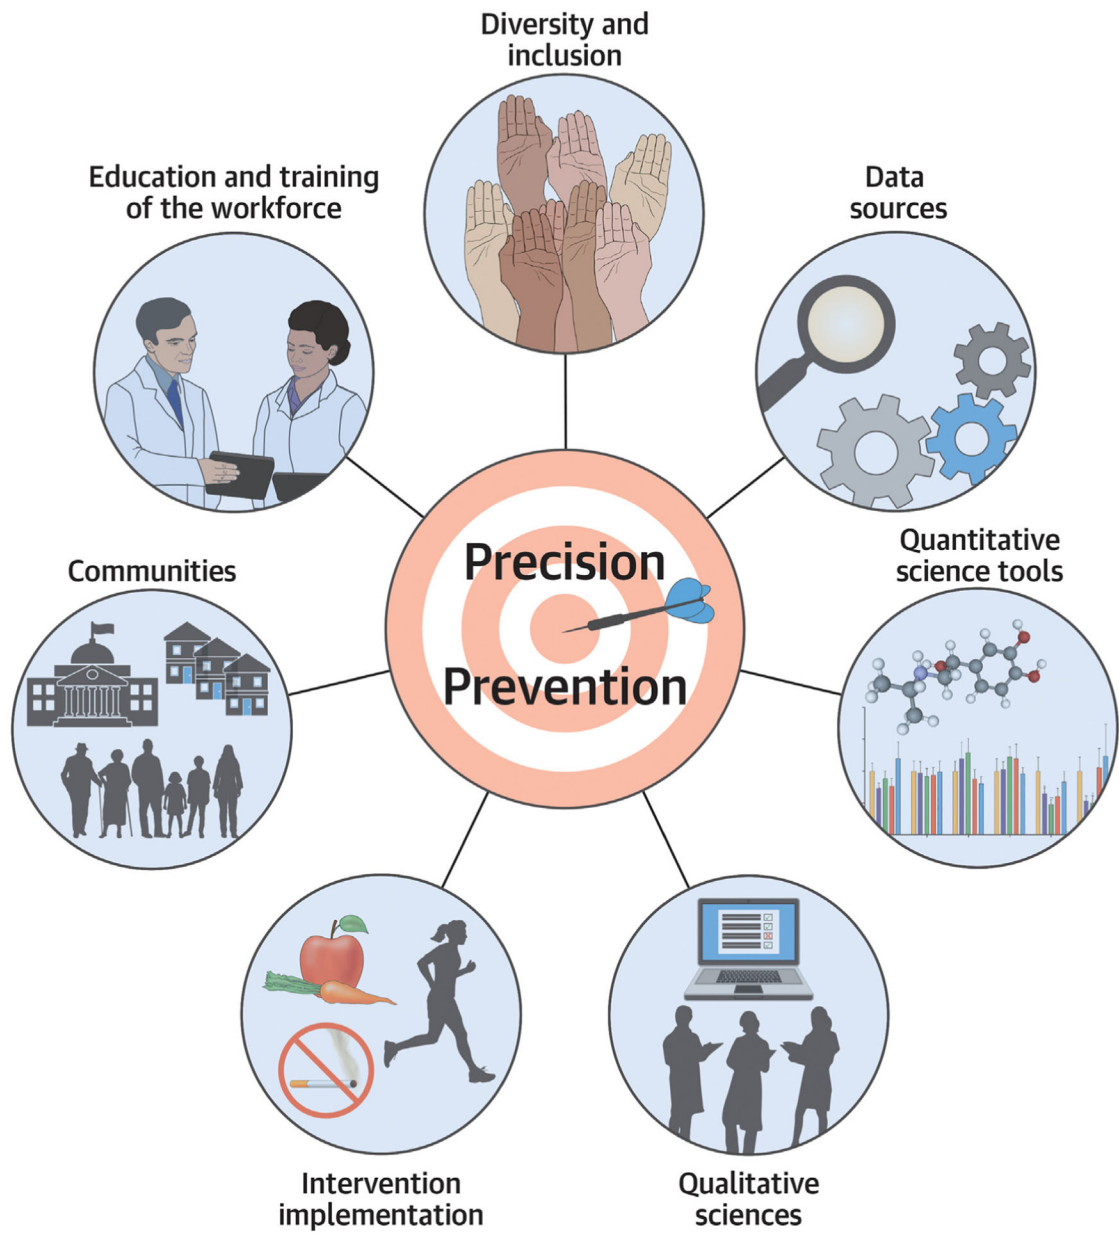 Diversity and
inclusion
Education and training
of the workforce
Data
sources
Precision
Prevention
Quantitative
science tools
Communities
Intervention
implementation
Qualitative
sciences